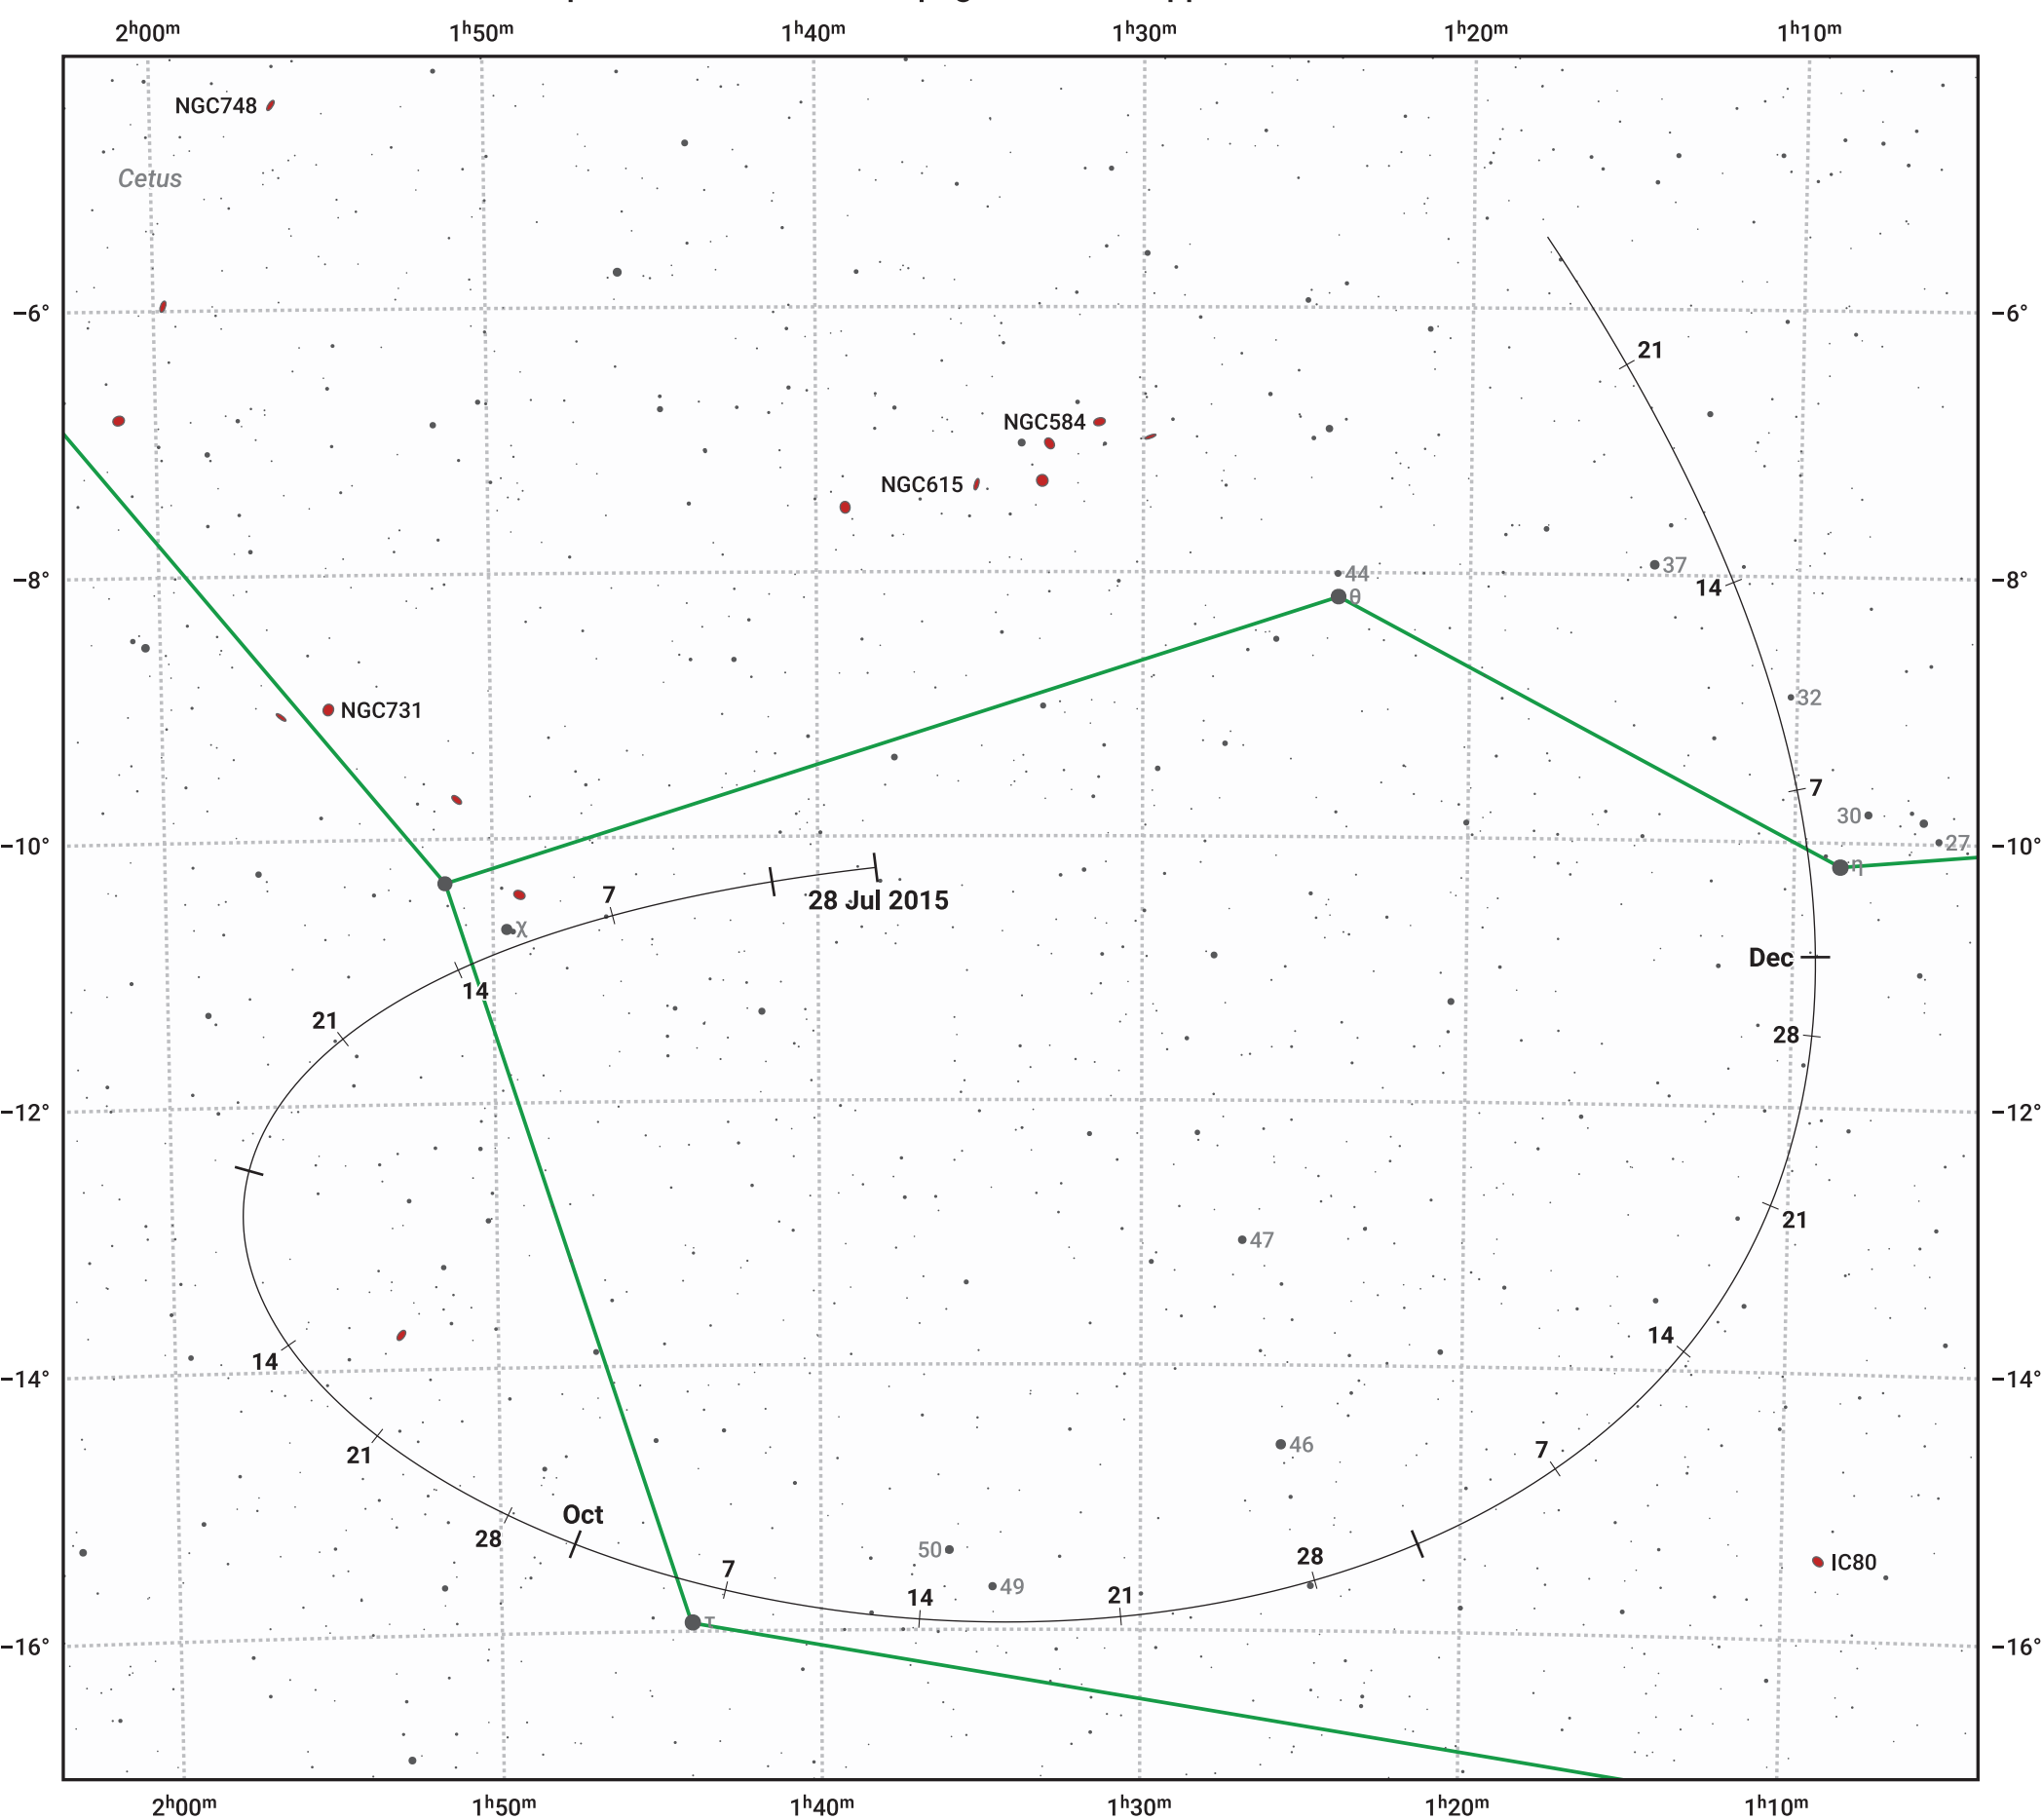 2ʰ00ᵐ 1ʰ50ᵐ 1ʰ40ᵐ 1ʰ30ᵐ 1ʰ20ᵐ 1ʰ10ᵐ
NGC748
Cetus
−6° −6°
21
NGC584
NGC615
−8° 44 37 −8°
θ
14
32
NGC731
7
30
−10° 27 −10°
η
7
28 Jul 2015
χ
Dec
14
21
28
−12° −12°
21
47
14
14
−14° −14°
46
7
21
Oct
28
50
28
IC80
7
49
14
21
τ
−16° −16°
2ʰ00ᵐ 1ʰ50ᵐ 1ʰ40ᵐ 1ʰ30ᵐ 1ʰ20ᵐ 1ʰ10ᵐ